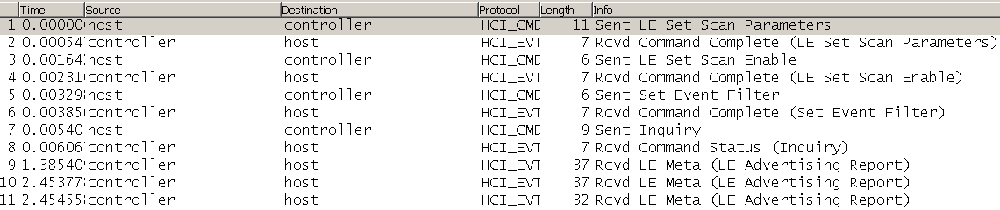 Time Source Destination Protocol Length Info
1 0.00000 host controller HCI_CMD 11 Sent LE Set Scan Parameters
2 0.00054 controller host HCI_EVT 7 Rcvd Command Complete (LE Set Scan Parameters)
3 0.00164 host controller HCI_CMD 6 Sent LE Set Scan Enable
4 0.00231 controller host HCI_EVT 7 Rcvd Command Complete (LE Set Scan Enable)
5 0.00329 host controller HCI_CMD 6 Sent Set Event Filter
6 0.00385 controller host HCI_EVT 7 Rcvd Command Complete (Set Event Filter)
7 0.00540 host controller HCI_CMD 9 Sent Inquiry
8 0.00606 controller host HCI_EVT 7 Rcvd Command Status (Inquiry)
9 1.38540 controller host HCI_EVT 37 Rcvd LE Meta (LE Advertising Report)
10 2.45377 controller host HCI_EVT 37 Rcvd LE Meta (LE Advertising Report)
11 2.45455 controller host HCI_EVT 32 Rcvd LE Meta (LE Advertising Report)